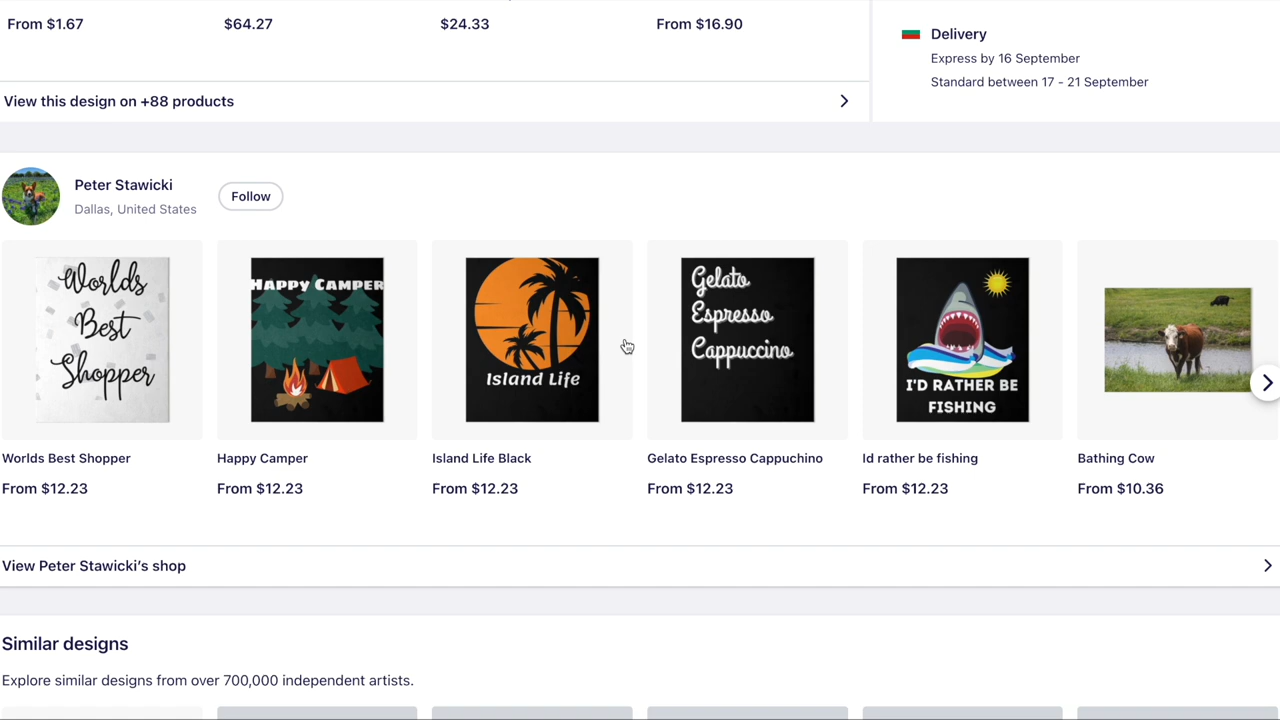 From $1.67
$64.27
$24.33
From $16.90
View this design on +88 products
Delivery
Express by 16 September
Standard between 17 - 21 September
Peter Stawicki
Dallas, United States
Follow
Worlds
Best
Shopper
Happy Camper
Island Life
Gelato
Espresso
Cappuccino
I'D RATHER BE
FISHING
Worlds Best Shopper
From $12.23
Happy Camper
From $12.23
Island Life Black
From $12.23
Gelato Espresso Cappuchino
From $12.23
Id rather be fishing
From $12.23
Bathing Cow
From $10.36
View Peter Stawicki's shop
Similar designs
Explore similar designs from over 700,000 independent artists.